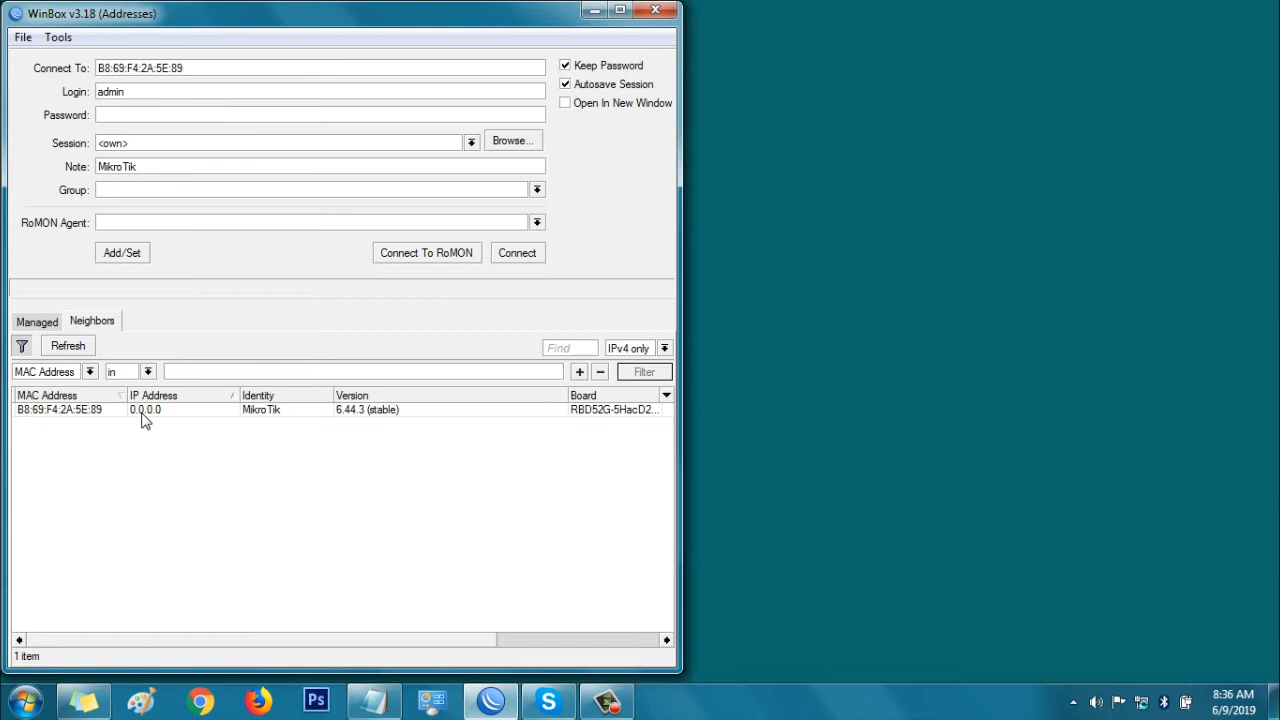 WinBox v3.18 (Addresses)
File Tools
Connect To: B8:69:F4:2A:5E:89
Keep Password
Login: admin
Autosave Session
Open In New Window
Password:
Session: <own> Browse...
Note: MikroTik
Group:
RoMON Agent:
Add/Set Connect To RoMON Connect
Managed Neighbors
Refresh Find IPv4 only
MAC Address in Filter
MAC Address IP Address Identity Version Board
B8:69:F4:2A:5E:89 0.0.0.0 MikroTik 6.44.3 (stable) RBD52G-5HacD2...
1 item
Ps
S
8:36 AM
6/9/2019